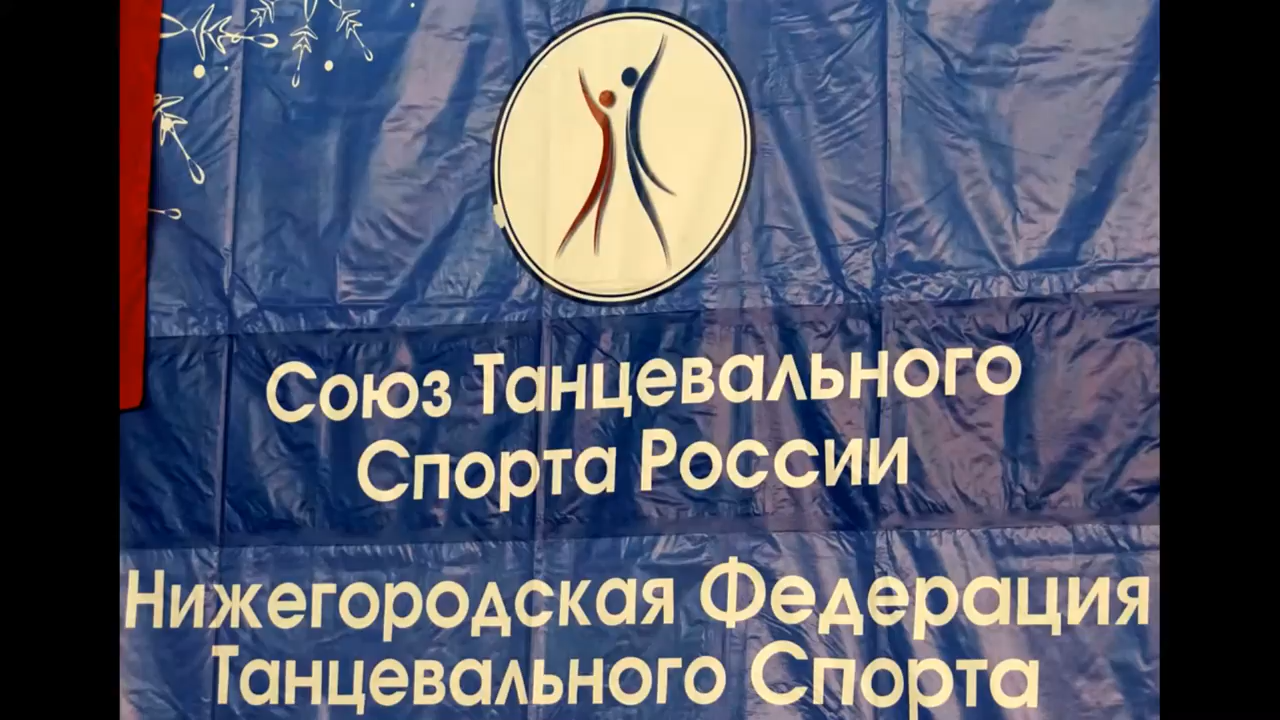 Союз Танцевального
Спорта России
Нижегородская Федерация
Танцевального Спорта